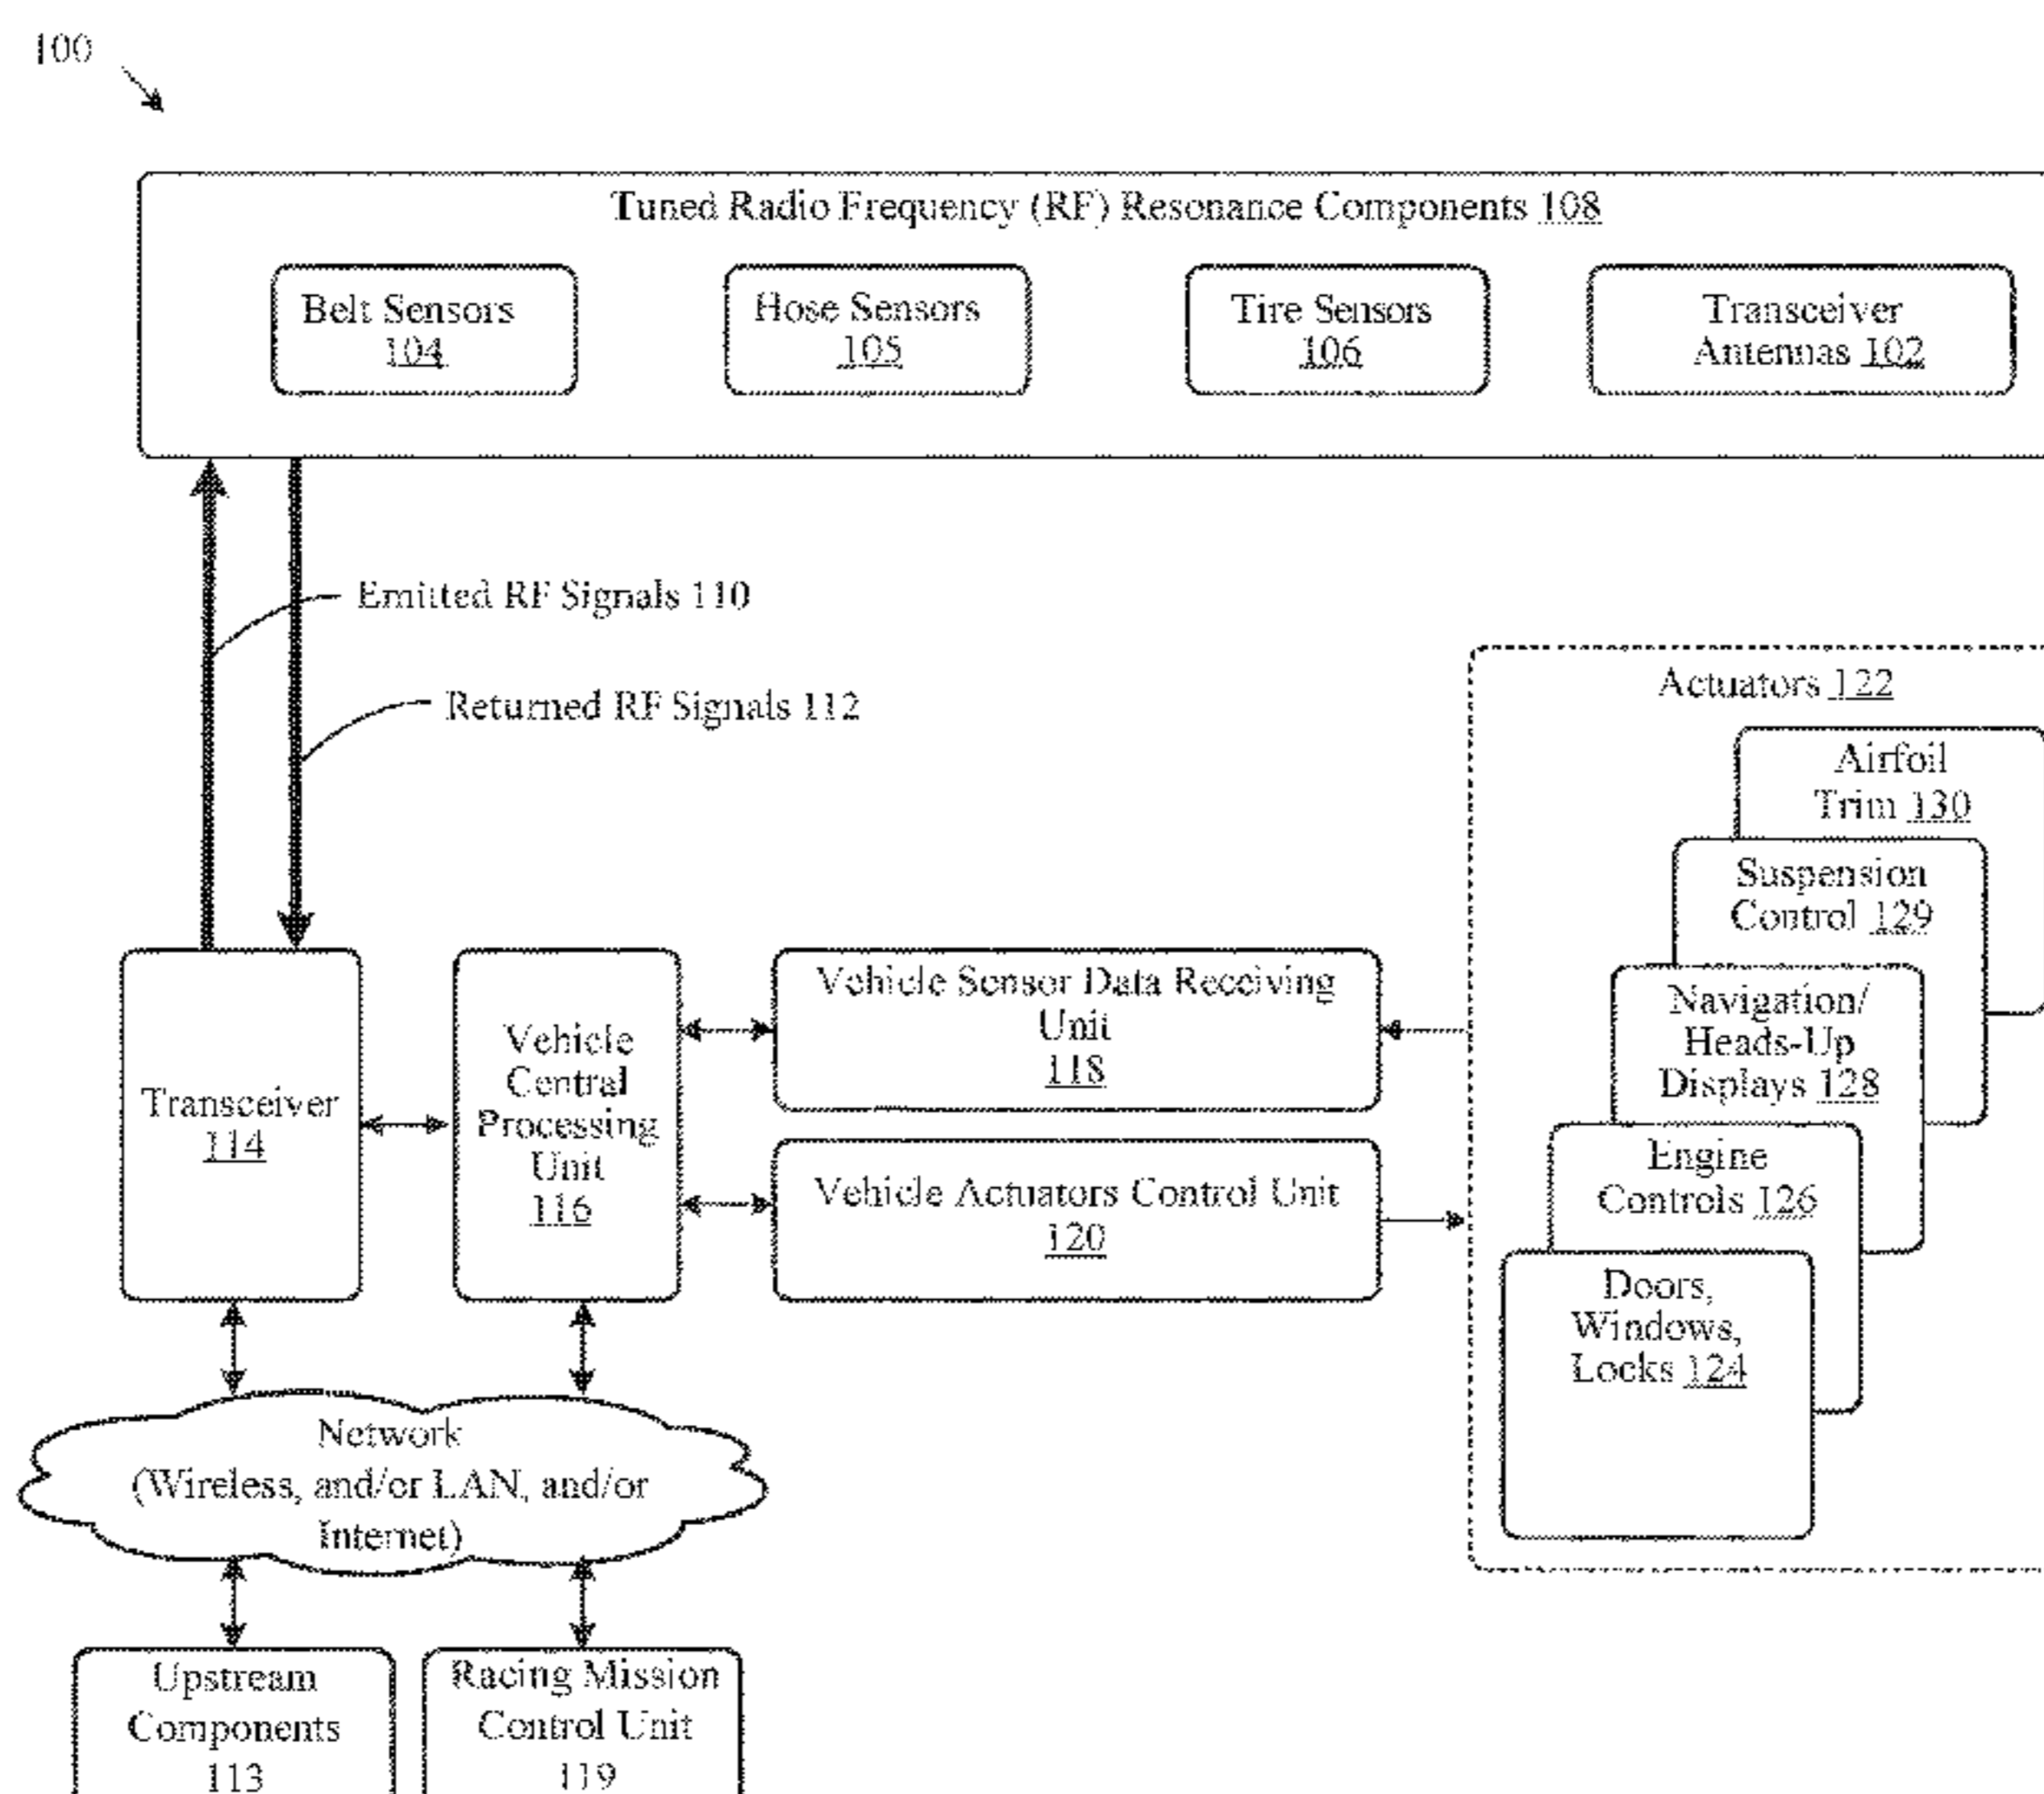 100
Tuned Radio Frequency (RF) Resonance Components 108
Belt Sensors
104
Hose Sensors
105
Tire Sensors
106
Transceiver
Antennas 102
Emitted RF Signals 110
Returned RF Signals 112
Actuators 122
Airfoil
Trim 130
Suspension
Control 129
Navigation/
Heads-Up
Displays 128
Engine
Controls 126
Doors,
Windows,
Locks 124
Transceiver
114
Vehicle
Central
Processing
Unit
116
Vehicle Sensor Data Receiving
Unit
118
Vehicle Actuators Control Unit
120
Network
(Wireless, and/or LAN, and/or
Internet)
Upstream
Components
113
Racing Mission
Control Unit
119